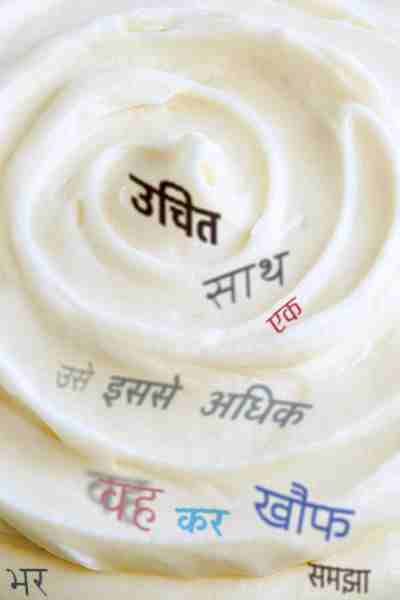 उचित
साथ
एक
उसे इससे अधिक
वह कर खौफ
भर समझा